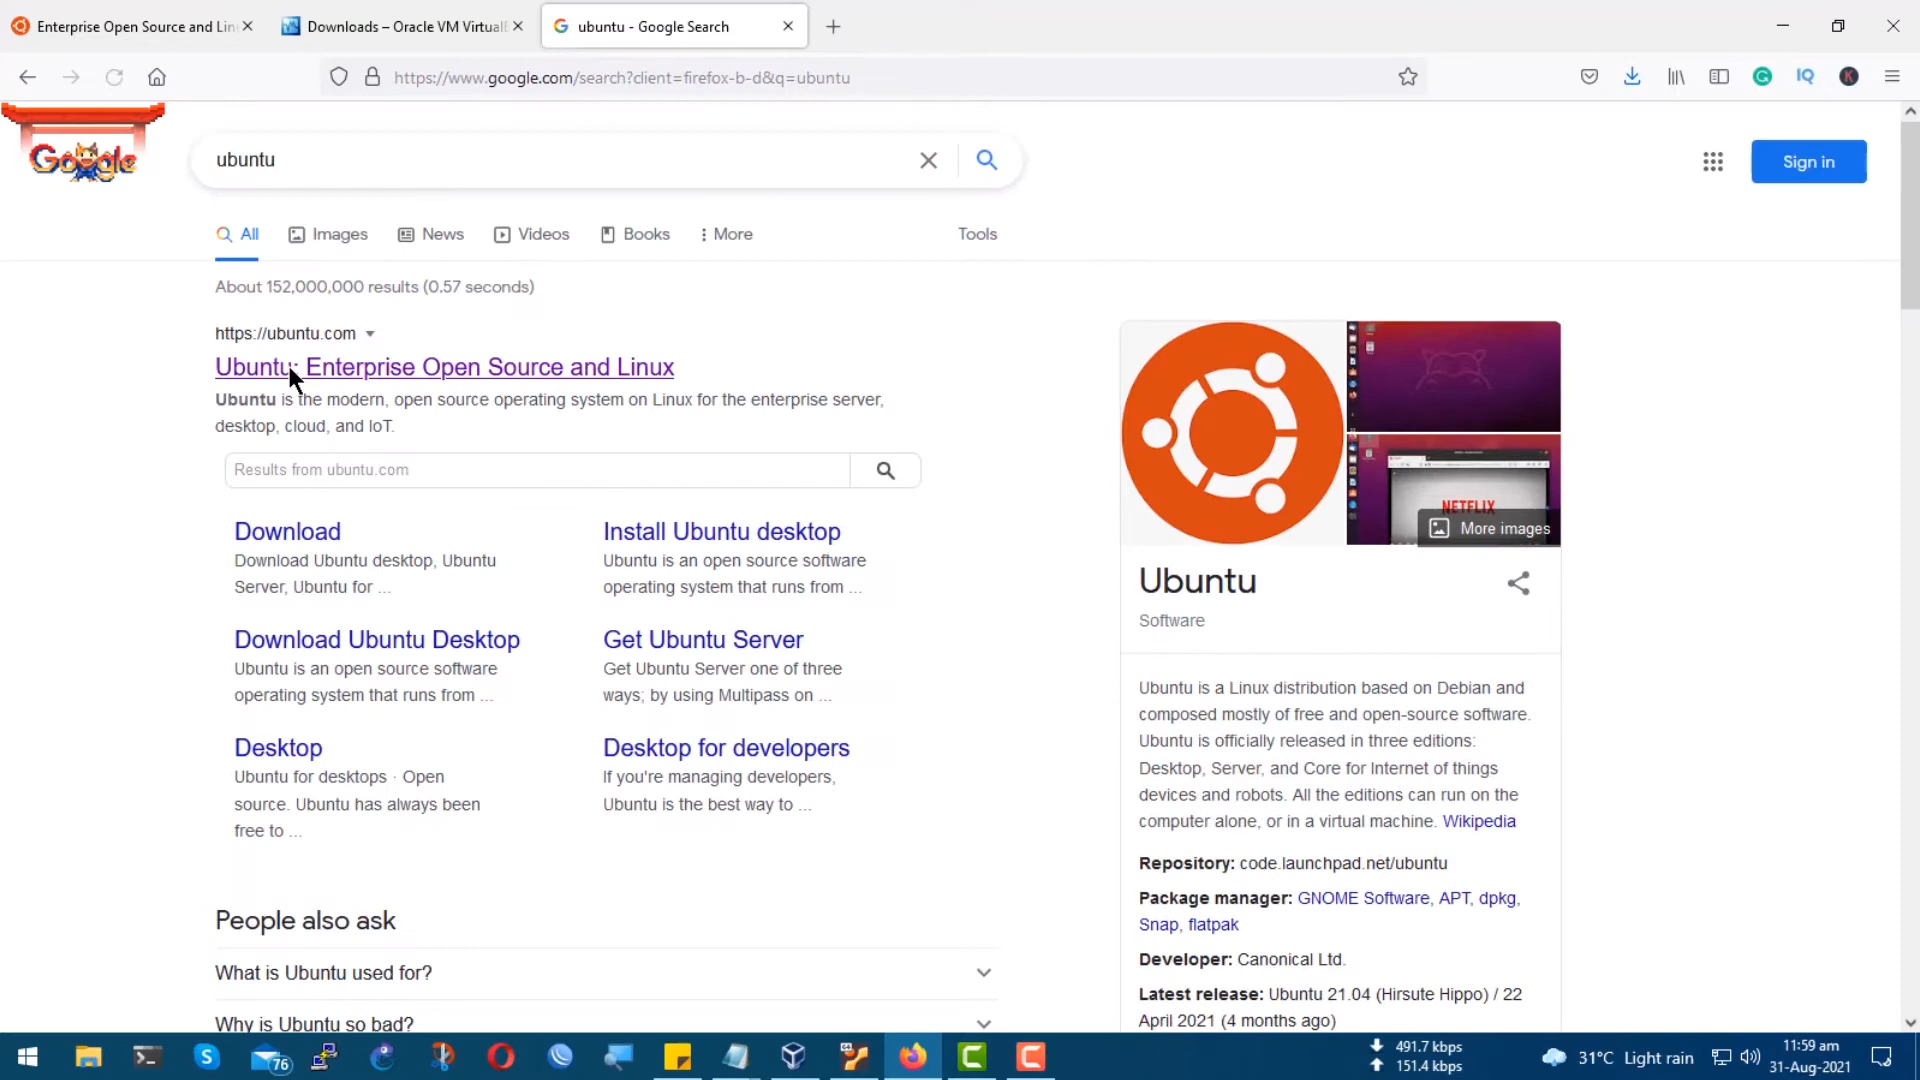 Enterprise Open Source and Lin
Downloads – Oracle VM Virtual
ubuntu - Google Search
https://www.google.com/search?client=firefox-b-d&q=ubuntu
IQ
K
Google
ubuntu
Sign in
All
Images
News
Videos
Books
More
Tools
About 152,000,000 results (0.57 seconds)
https://ubuntu.com
Ubuntu: Enterprise Open Source and Linux
Ubuntu is the modern, open source operating system on Linux for the enterprise server,
desktop, cloud, and IoT.
Results from ubuntu.com
Download
Download Ubuntu desktop, Ubuntu
Server, Ubuntu for ...
Install Ubuntu desktop
Ubuntu is an open source software
operating system that runs from ...
Download Ubuntu Desktop
Ubuntu is an open source software
operating system that runs from ...
Get Ubuntu Server
Get Ubuntu Server one of three
ways; by using Multipass on ...
Desktop
Ubuntu for desktops · Open
source. Ubuntu has always been
free to ...
Desktop for developers
If you're managing developers,
Ubuntu is the best way to ...
People also ask
What is Ubuntu used for?
Why is Ubuntu so bad?
NETFLIX
More images
Ubuntu
Software
Ubuntu is a Linux distribution based on Debian and
composed mostly of free and open-source software.
Ubuntu is officially released in three editions:
Desktop, Server, and Core for Internet of things
devices and robots. All the editions can run on the
computer alone, or in a virtual machine. Wikipedia
Repository: code.launchpad.net/ubuntu
Package manager: GNOME Software, APT, dpkg,
Snap, flatpak
Developer: Canonical Ltd.
Latest release: Ubuntu 21.04 (Hirsute Hippo) / 22
April 2021 (4 months ago)
76
491.7 kbps
151.4 kbps
31°C Light rain
11:59 am
31-Aug-2021